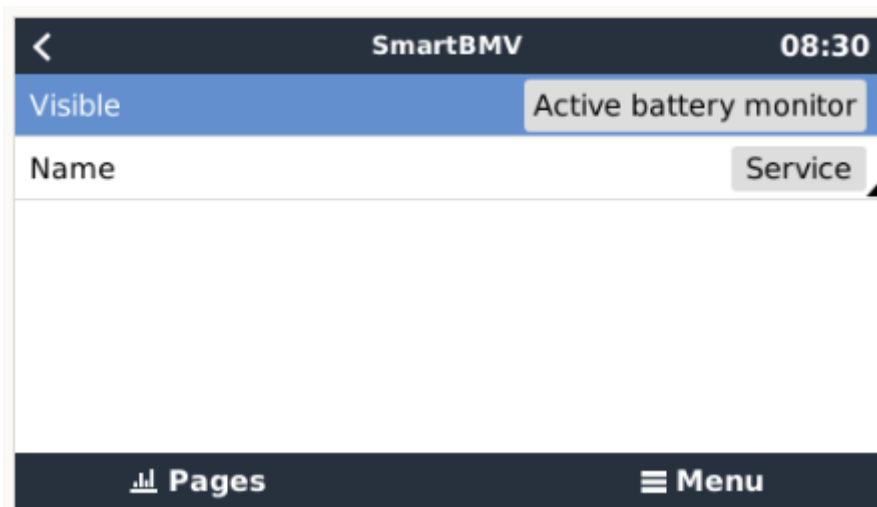 SmartBMV 08:30
Visible Active battery monitor
Name Service
Pages Menu